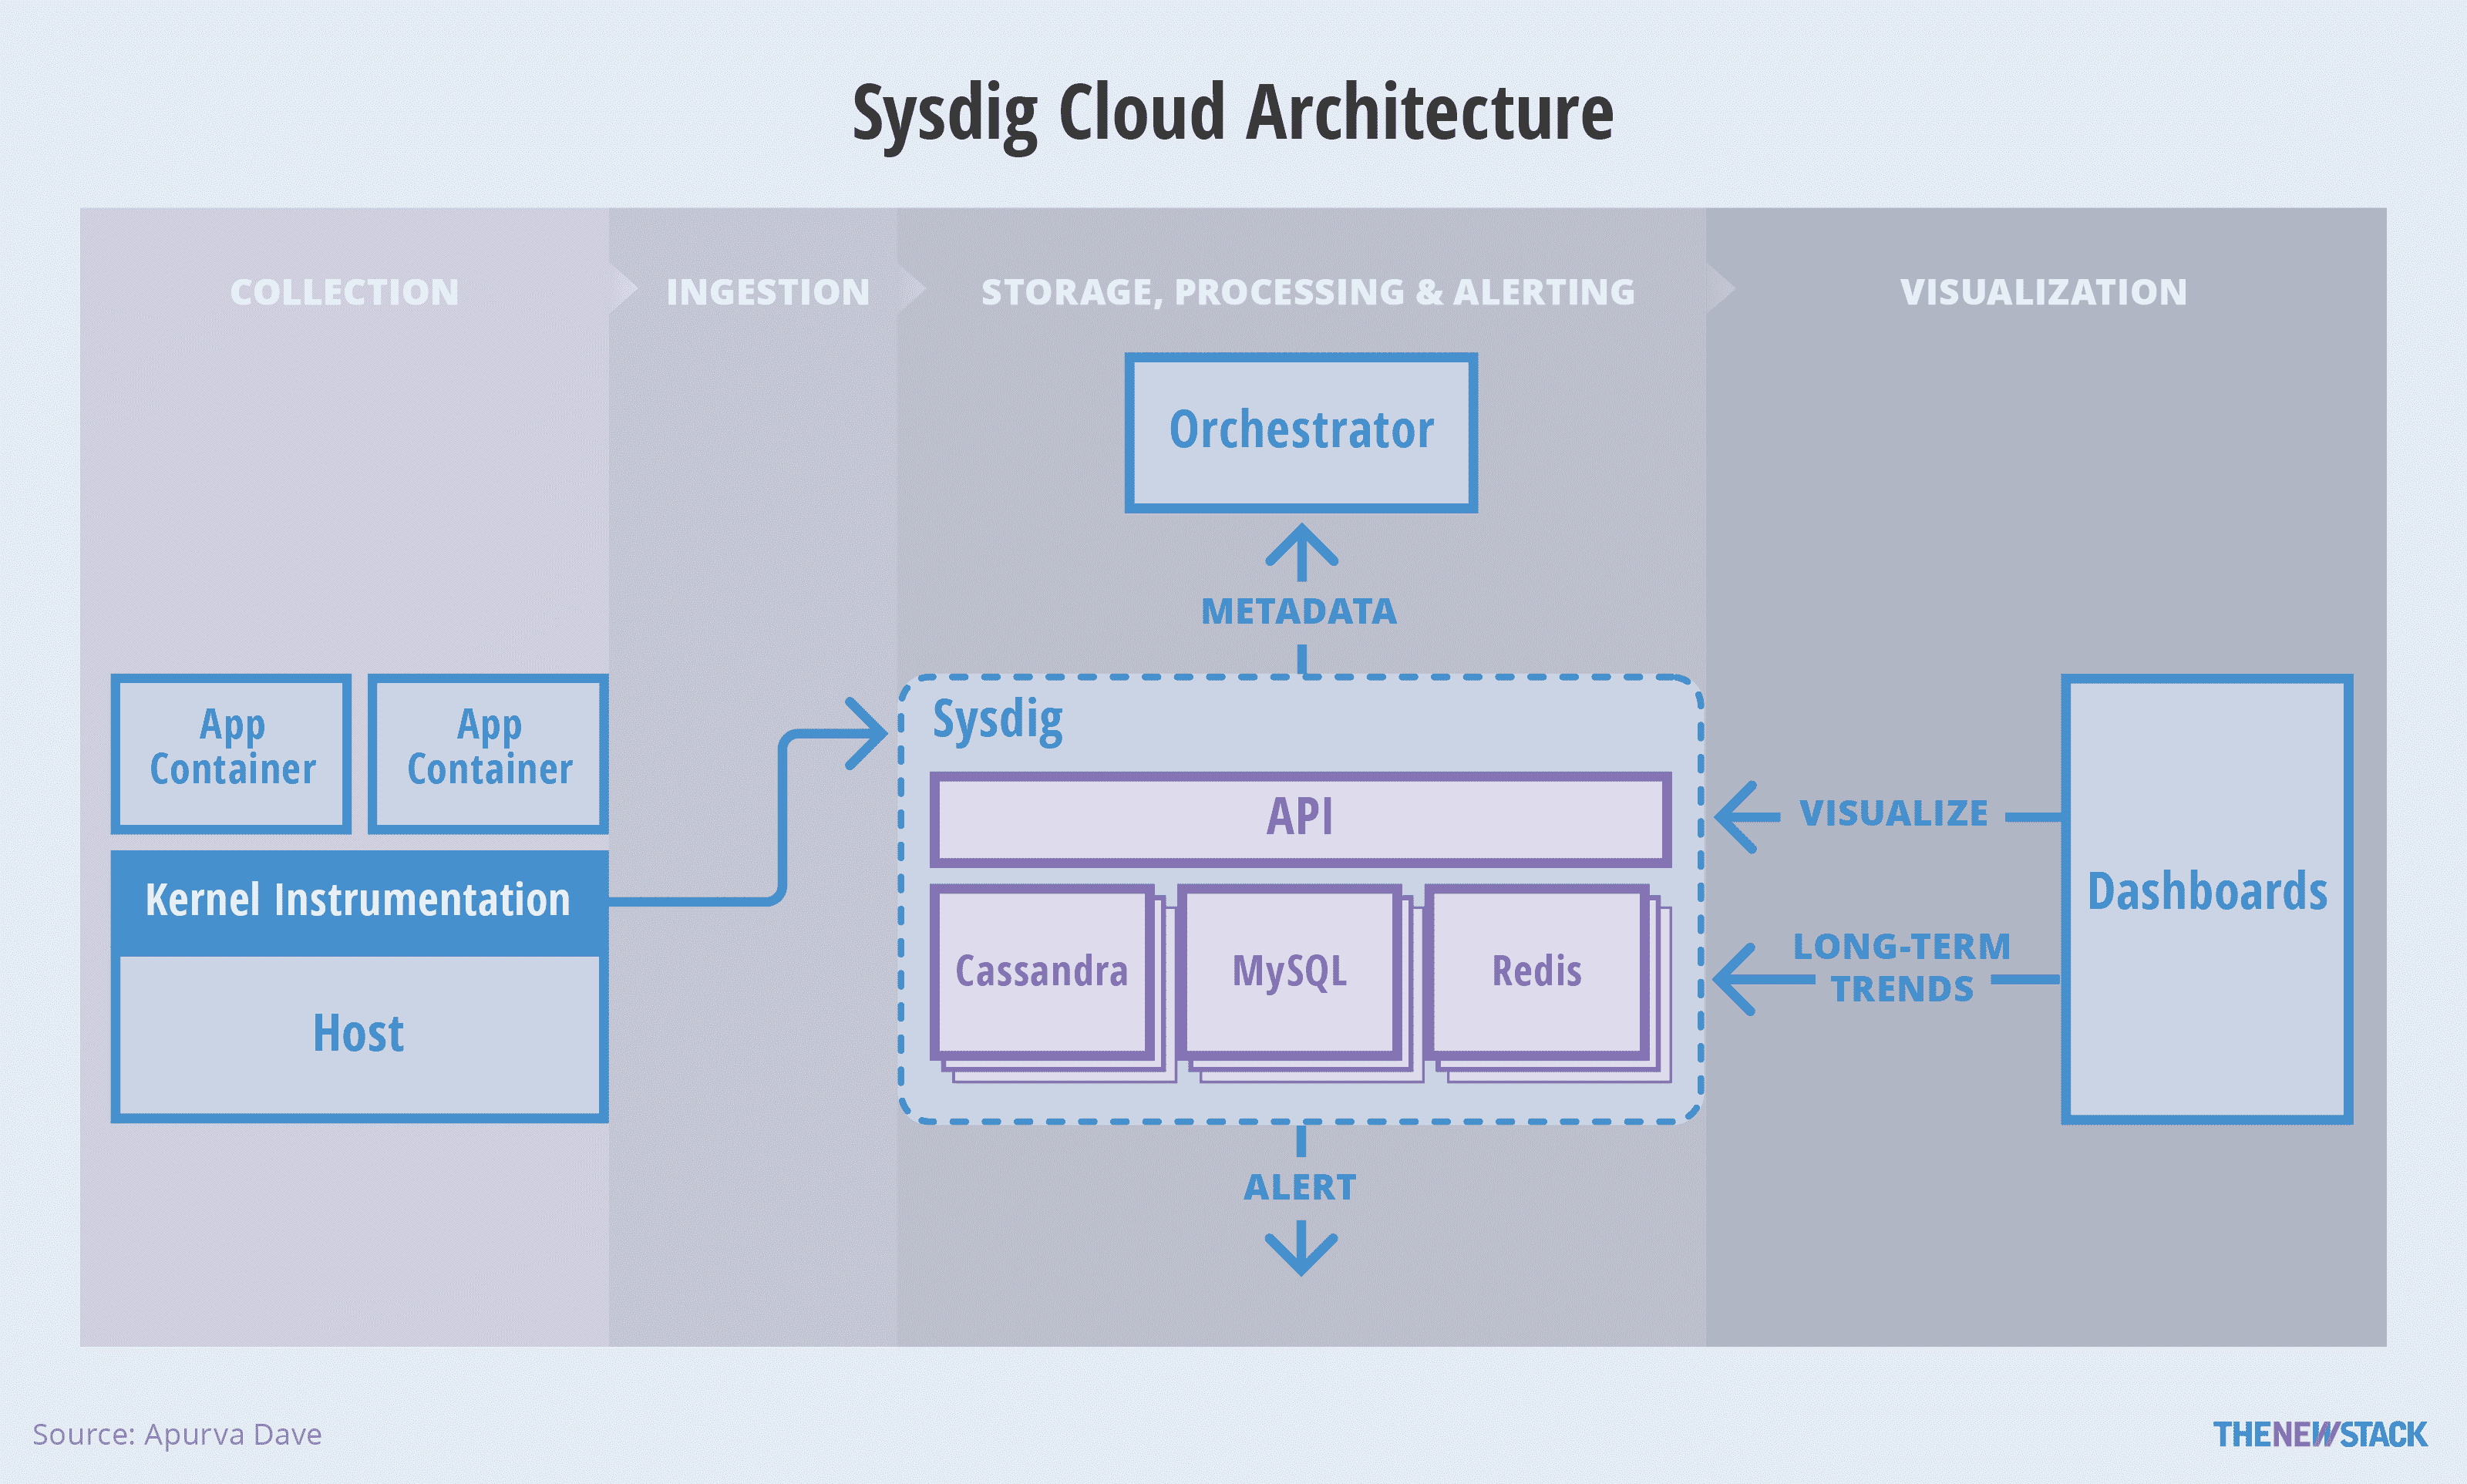 Sysdig Cloud Architecture
COLLECTION
INGESTION
STORAGE, PROCESSING & ALERTING
VISUALIZATION
Orchestrator
METADATA
App
Container
App
Container
Kernel Instrumentation
Host
Sysdig
API
Cassandra
MySQL
Redis
ALERT
VISUALIZE
LONG-TERM
TRENDS
Dashboards
Source: Apurva Dave
THENEWSTACK